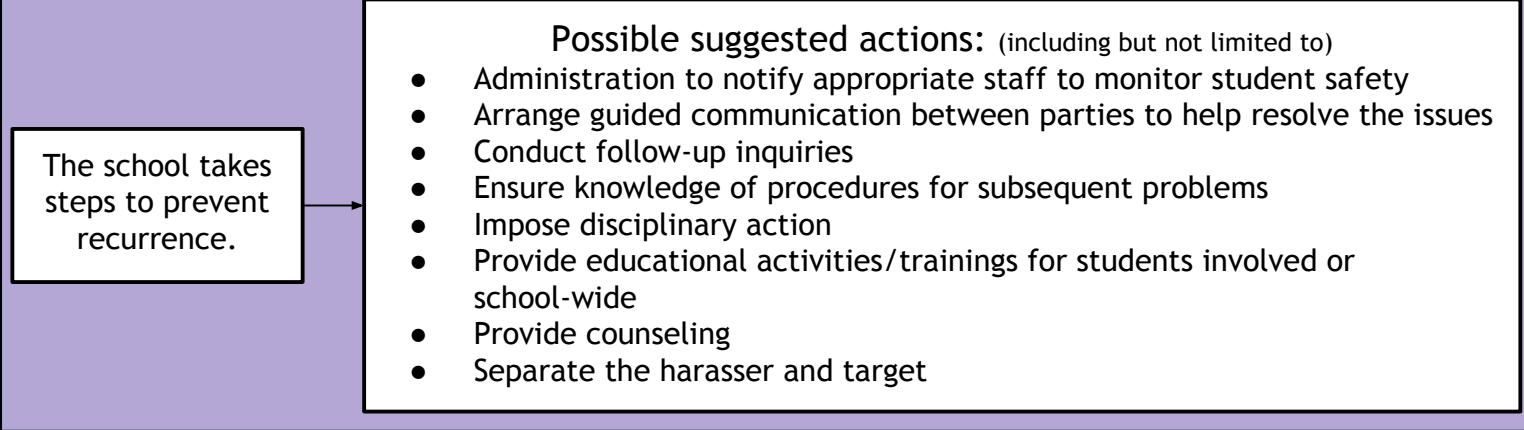 The school takes
steps to prevent
recurrence.
Possible suggested actions: (including but not limited to)
● Administration to notify appropriate staff to monitor student safety
● Arrange guided communication between parties to help resolve the issues
● Conduct follow-up inquiries
● Ensure knowledge of procedures for subsequent problems
● Impose disciplinary action
● Provide educational activities/trainings for students involved or
school-wide
● Provide counseling
● Separate the harasser and target